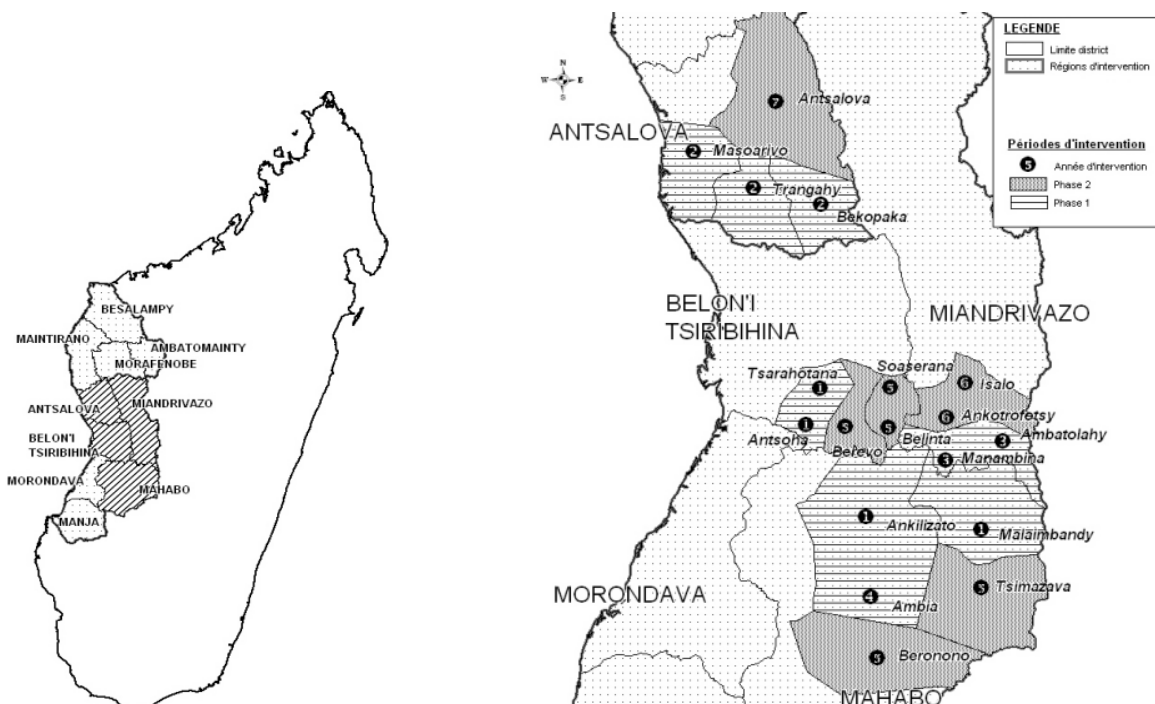 BESALAMPY
MAINTIRANO
AMBATOMAINTY
MORAFENOBE
ANTSALOVA
MIANDRIVAZO
BELON'I
TSIRIBIHINA
MORONDAVA
MAHABO
MANJA
N
W E
S
ANTSALOVA
7
Antsalova
2
Masoarivo
2
Trangahy
2
Bekopaka
BELON'I
TSIRIBIHINA
MIANDRIVAZO
Tsarahotana
1
Soaserana
5
6
Isalo
1
Antsoha
5
Berevo
5
Belinta
6
Ankotrofotsy
3
Ambatolahy
3
Manambina
1
Ankilizato
1
Malaimbandy
MORONDAVA
4
Ambia
5
Tsimazava
5
Beronono
MAHABO
LEGENDE
Limite district
Régions d'intervention
Périodes d'intervention
5 Année d'intervention
Phase 2
Phase 1